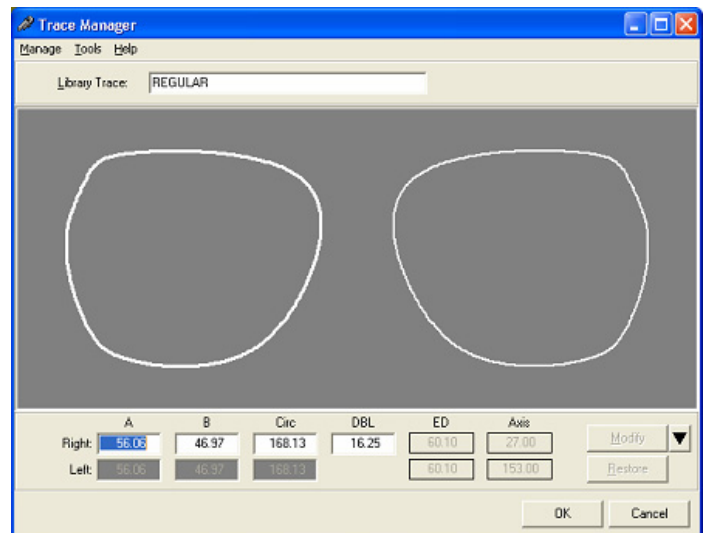 Trace Manager
Manage Tools Help
Library Trace: REGULAR
A B Circ DBL ED Axis
Right: 56.06 46.97 168.13 16.25 60.10 27.00 Modify
Left: 56.06 46.97 168.13 60.10 153.00 Restore
OK Cancel